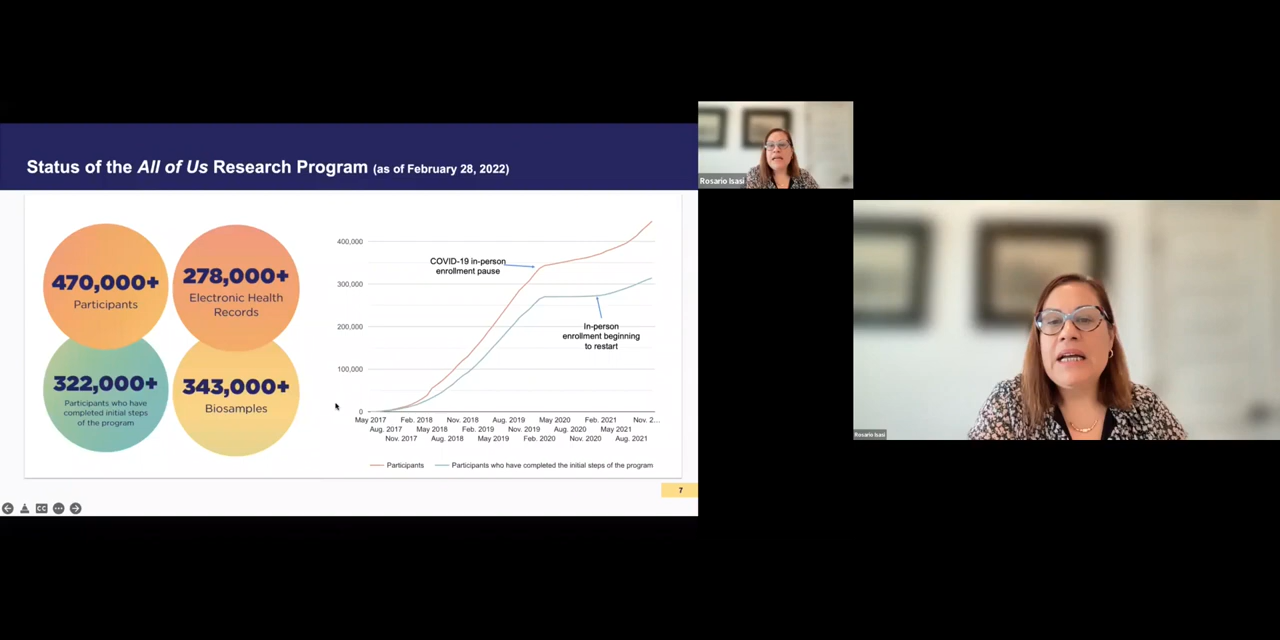 Status of the All of Us Research Program (as of February 28, 2022)
470,000+
Participants
278,000+
Electronic Health
Records
322,000+
Participants who have
completed initial steps
of the program
343,000+
Biosamples
400,000
300,000
200,000
100,000
0
COVID-19 in-person
enrollment pause
In-person
enrollment beginning
to restart
May 2017 Feb. 2018 Nov. 2018 Aug. 2019 May 2020 Feb. 2021 Nov. 2...
Aug. 2017 May 2018 Feb. 2019 Nov. 2019 Aug. 2020 May 2021
Nov. 2017 Aug. 2018 May 2019 Feb. 2020 Nov. 2020 Aug. 2021
Participants Participants who have completed the initial steps of the program
7
CC
Rosario Isasi
Rosario Isasi